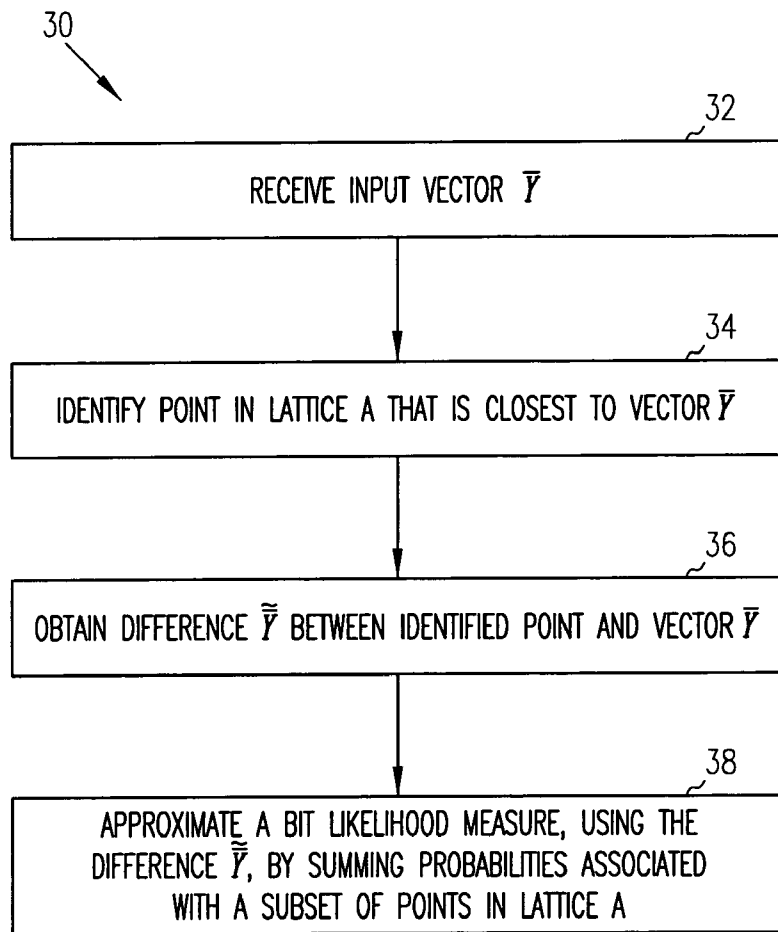 30
32
RECEIVE INPUT VECTOR Y̅
34
IDENTIFY POINT IN LATTICE A THAT IS CLOSEST TO VECTOR Y̅
36
OBTAIN DIFFERENCE Ỹ̅ BETWEEN IDENTIFIED POINT AND VECTOR Y̅
38
APPROXIMATE A BIT LIKELIHOOD MEASURE, USING THE
DIFFERENCE Ỹ̅, BY SUMMING PROBABILITIES ASSOCIATED
WITH A SUBSET OF POINTS IN LATTICE A